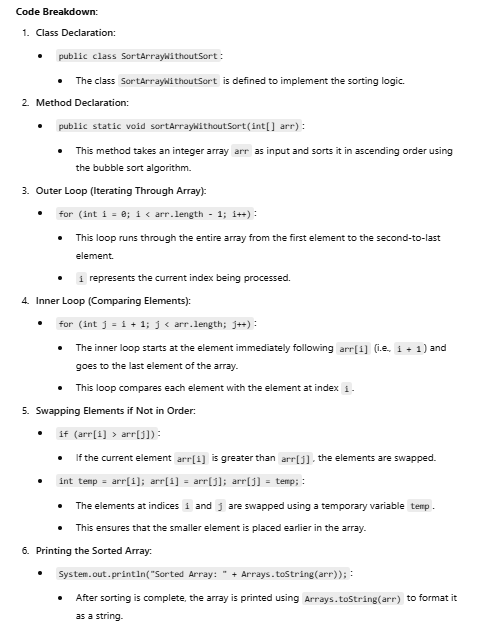 Code Breakdown:
1. Class Declaration:
• public class SortArrayWithoutSort:
• The class SortArrayWithoutSort is defined to implement the sorting logic.
2. Method Declaration:
• public static void sortArrayWithoutSort(int[] arr):
• This method takes an integer array arr as input and sorts it in ascending order using
the bubble sort algorithm.
3. Outer Loop (Iterating Through Array):
• for (int i = 0; i < arr.length - 1; i++):
• This loop runs through the entire array from the first element to the second-to-last
element.
• i represents the current index being processed.
4. Inner Loop (Comparing Elements):
• for (int j = i + 1; j < arr.length; j++):
• The inner loop starts at the element immediately following arr[i] (i.e., i + 1) and
goes to the last element of the array.
• This loop compares each element with the element at index i.
5. Swapping Elements if Not in Order:
• if (arr[i] > arr[j]):
• If the current element arr[i] is greater than arr[j], the elements are swapped.
• int temp = arr[i]; arr[i] = arr[j]; arr[j] = temp;:
• The elements at indices i and j are swapped using a temporary variable temp.
• This ensures that the smaller element is placed earlier in the array.
6. Printing the Sorted Array:
• System.out.println("Sorted Array: " + Arrays.toString(arr));:
• After sorting is complete, the array is printed using Arrays.toString(arr) to format it
as a string.